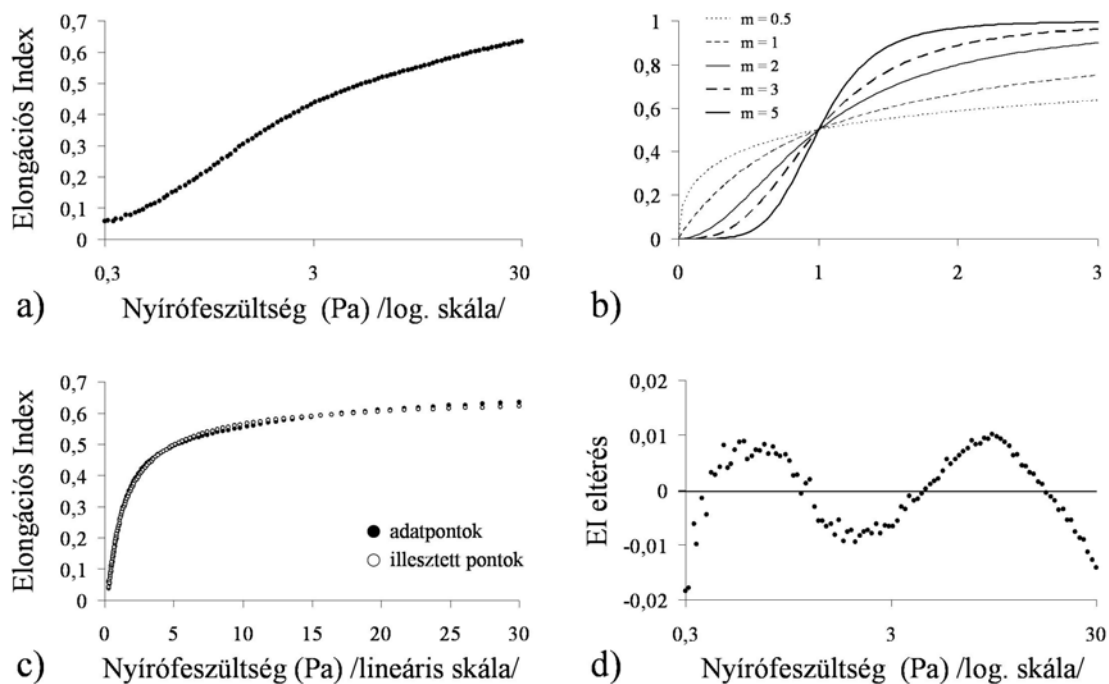 0,7
0,6
0,5
0,4
0,3
0,2
0,1
0
Elongációs Index
0,3
3
30
a)
Nyírófeszültség (Pa) /log. skála/
1
0.8
0.6
0.4
0.2
0
m = 0.5
m = 1
m = 2
m = 3
m = 5
0
1
2
3
b)
0,7
0,6
0,5
0,4
0,3
0,2
0,1
0
Elongációs Index
adatpontok
illesztett pontok
0
5
10
15
20
25
30
c)
Nyírófeszültség (Pa) /lineáris skála/
0,02
0,01
0
-0,01
-0,02
EI eltérés
0,3
3
30
d)
Nyírófeszültség (Pa) /log. skála/